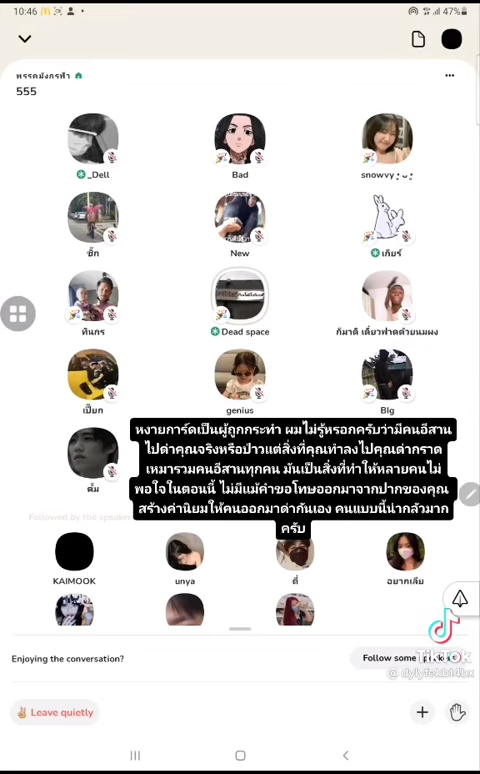 10:46
47%
พรรคมังกรฟ้า
555
_Dell
Bad
snowvy
ซิ๊ก
New
เกียร์
ทินกร
Dead space
ก็มาดิ เดี๋ยวฟาดด้วยนมผง
เปี๊ยก
genius
BIg
ตั้ม
หงายการ์ดเป็นผู้ถูกกระทำ ผมไม่รู้หรอกครับว่ามีคนอีสาน
ไปด่าคุณจริงหรือป่าวแต่สิ่งที่คุณทำลงไปคุณด่ากราด
เหมารวมคนอีสานทุกคน มันเป็นสิ่งที่ทำให้หลายคนไม่
พอใจในตอนนี้ ไม่มีแม้คำขอโทษออกมาจากปากของคุณ
สร้างค่านิยมให้คนออกมาด่ากันเอง คนแบบนี้น่ากลัวมาก
ครับ
Followed by the speakers
KAIMOOK
unya
ตี๋
อยากเลีย
Enjoying the conversation?
Follow some
TikTok
✌🏼 Leave quietly